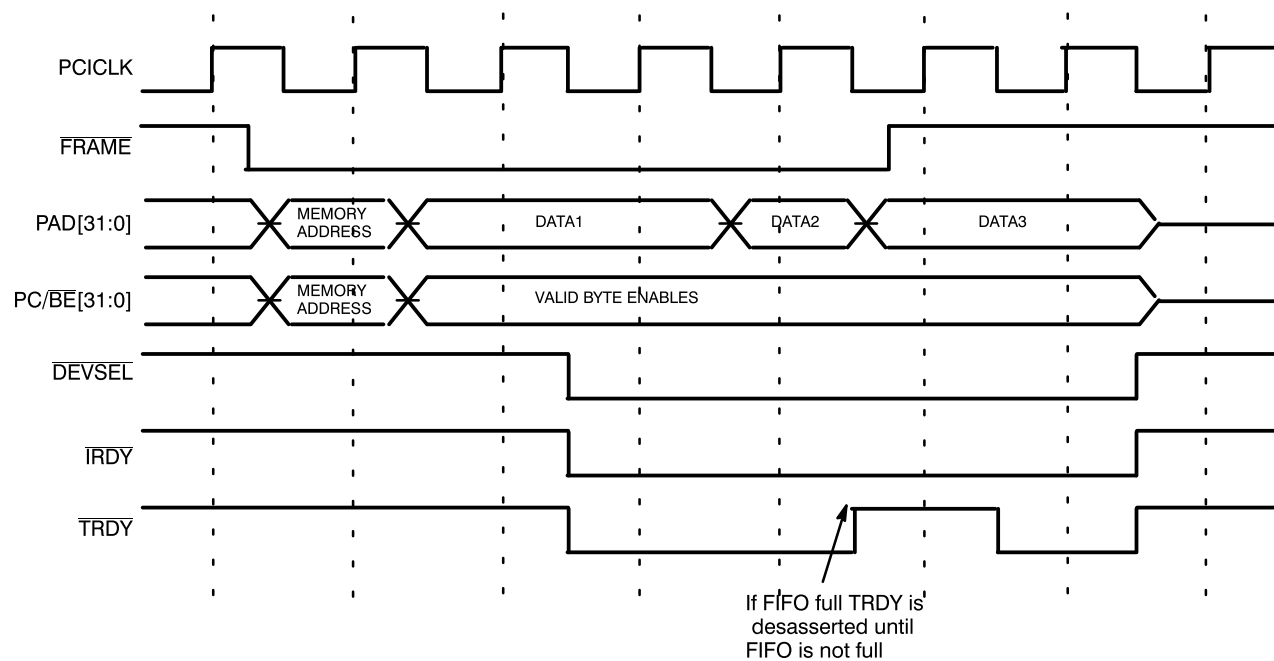 PCICLK
FRAME
PAD[31:0]
MEMORY
ADDRESS
DATA1
DATA2
DATA3
PC/BE[31:0]
MEMORY
ADDRESS
VALID BYTE ENABLES
DEVSEL
IRDY
TRDY
If FIFO full TRDY is
desasserted until
FIFO is not full